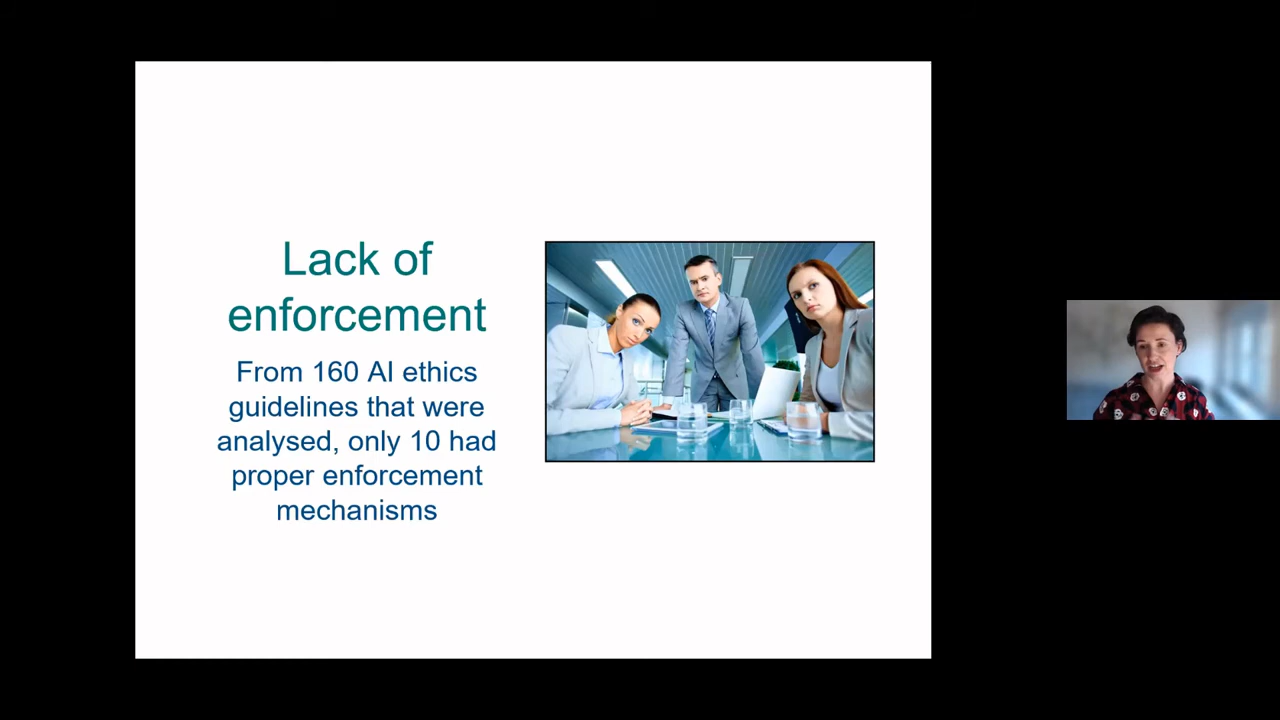 Lack of
enforcement
From 160 AI ethics
guidelines that were
analysed, only 10 had
proper enforcement
mechanisms